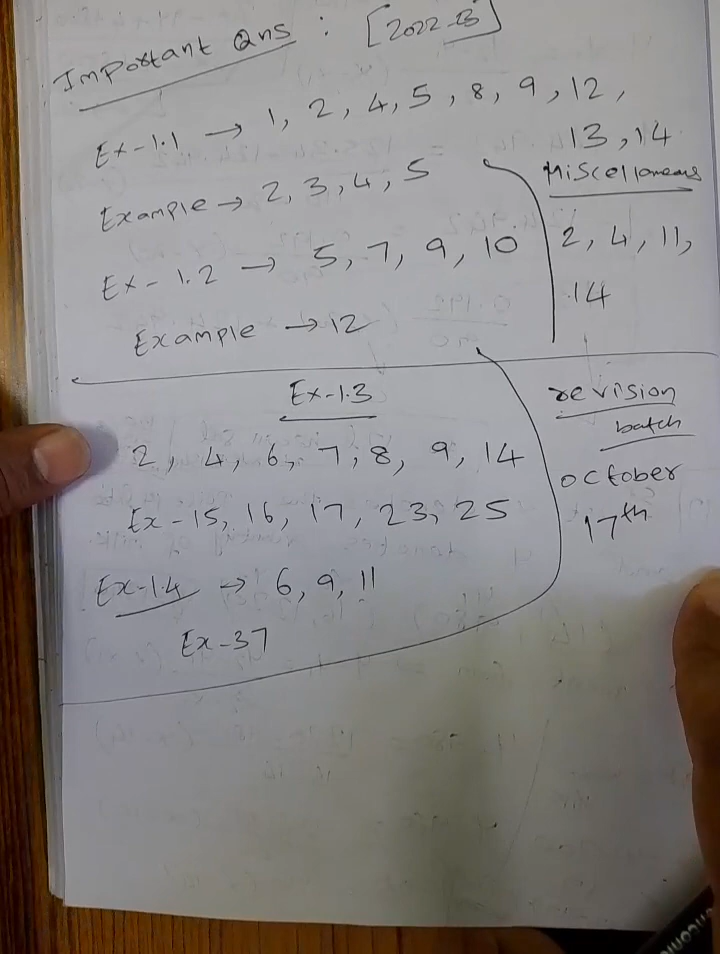 Important Qns : [2022-23]
Ex-1.1 → 1, 2, 4, 5, 8, 9, 12,
13, 14
Example → 2, 3, 4, 5
Ex-1.2 → 5, 7, 9, 10
Example → 12
Miscellaneous
2, 4, 11,
14
Ex-1.3
2, 4, 6, 7, 8, 9, 14
Ex-15, 16, 17, 23, 25
Ex-1.4 → 6, 9, 11
Ex-37
revision
batch
october
17th